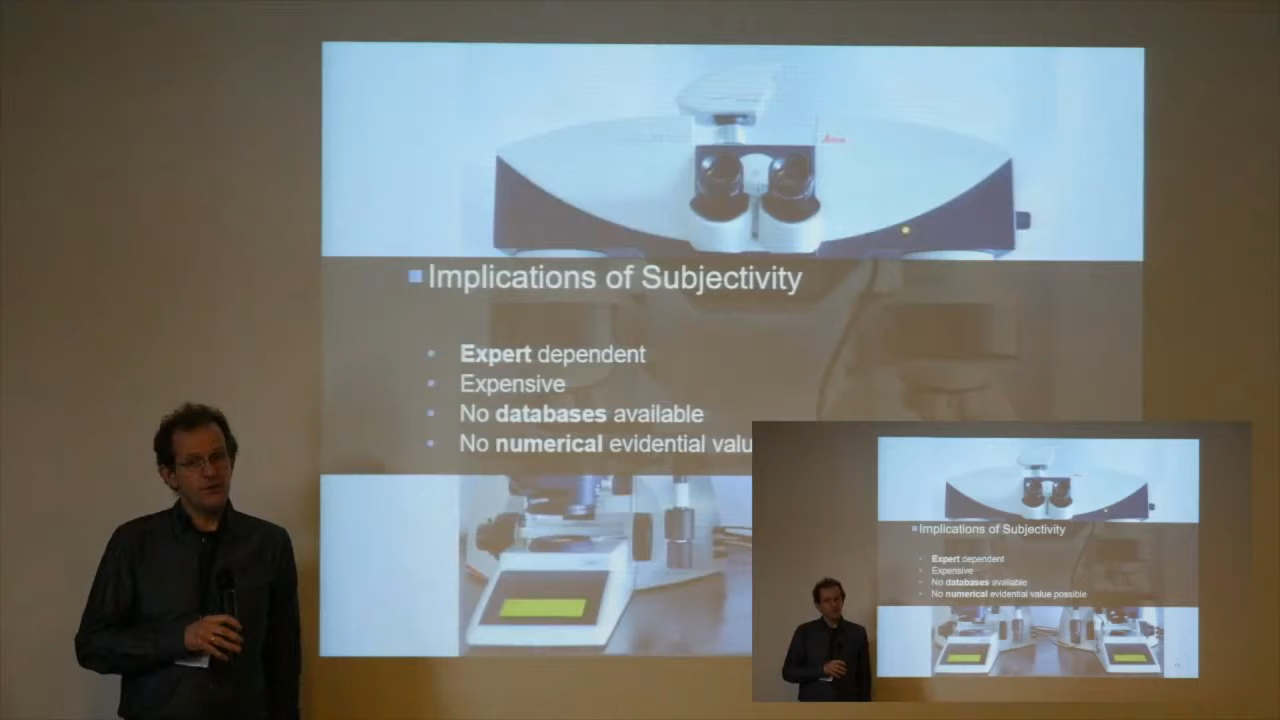 Implications of Subjectivity
Expert dependent
Expensive
No databases available
No numerical evidential valu
Implications of Subjectivity
Expert dependent
Expensive
No databases available
No numerical evidential value possible